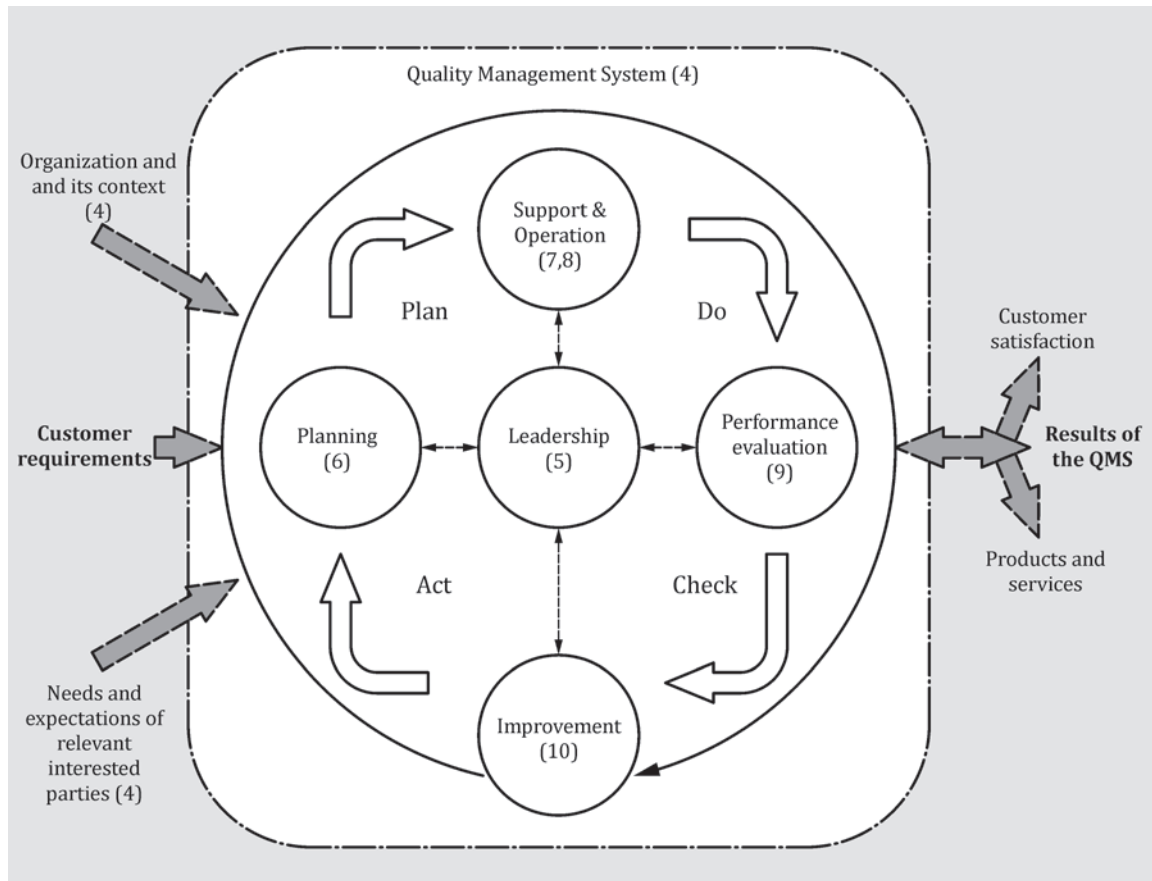 Quality Management System (4)
Organization and
and its context
(4)
Support &
Operation
(7,8)
Plan
Do
Customer
satisfaction
Customer
requirements
Planning
(6)
Leadership
(5)
Performance
evaluation
(9)
Results of
the QMS
Act
Check
Products and
services
Needs and
expectations of
relevant
interested
parties (4)
Improvement
(10)